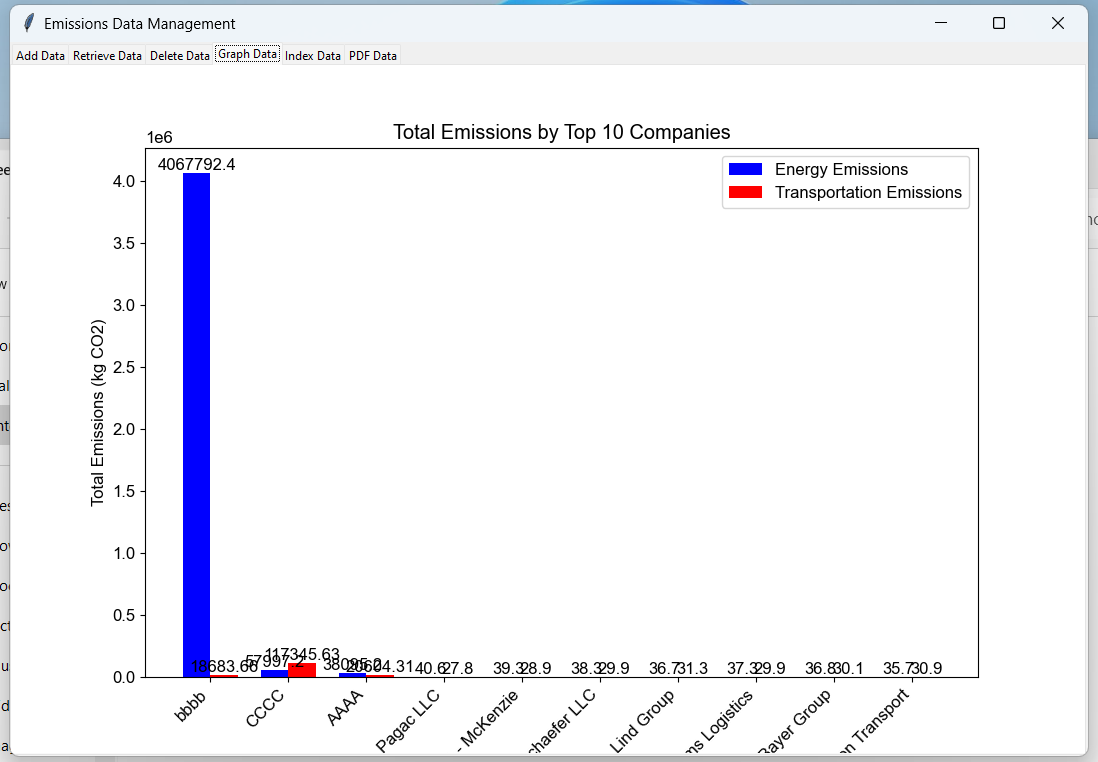 Emissions Data Management
Add Data Retrieve Data Delete Data Graph Data Index Data PDF Data
Total Emissions by Top 10 Companies
1e6
Energy Emissions
Transportation Emissions
Total Emissions (kg CO2)
4.0
3.5
3.0
2.5
2.0
1.5
1.0
0.5
0.0
4067792.4
18683.66 57997.2 117345.63 38095.2 20604.31 40.6 27.8 39.3 28.9 38.3 29.9 36.7 31.3 37.3 29.9 36.8 30.1 35.7 30.9
bbbb
CCCC
AAAA
Pagac LLC
- McKenzie
chaefer LLC
Lind Group
ms Logistics
Bayer Group
on Transport